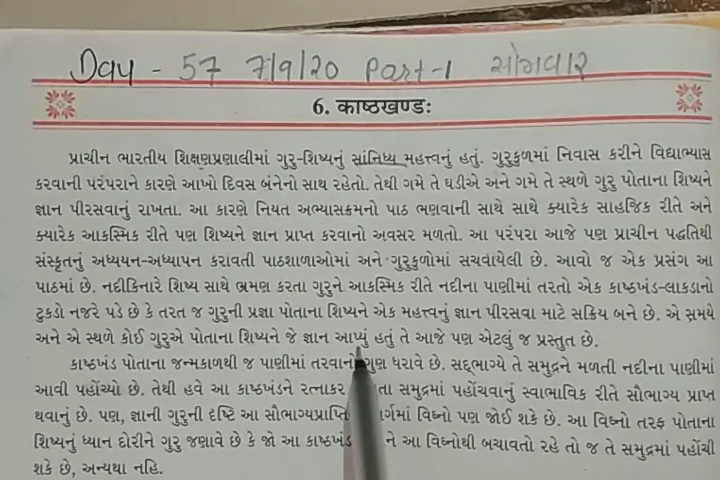 Day - 57 7/9/20 Part-1 સોમવાર
6. काष्ठखण्डः
પ્રાચીન ભારતીય શિક્ષણપ્રણાલીમાં ગુરુ-શિષ્યનું સાંનિધ્ય મહત્ત્વનું હતું. ગુરુકુળમાં નિવાસ કરીને વિદ્યાભ્યાસ
કરવાની પરંપરાને કારણે આખો દિવસ બંનેનો સાથ રહેતો. તેથી ગમે તે ઘડીએ અને ગમે તે સ્થળે ગુરુ પોતાના શિષ્યને
જ્ઞાન પીરસવાનું રાખતા. આ કારણે નિયત અભ્યાસક્રમનો પાઠ ભણવાની સાથે સાથે ક્યારેક સાહજિક રીતે અને
ક્યારેક આકસ્મિક રીતે પણ શિષ્યને જ્ઞાન પ્રાપ્ત કરવાનો અવસર મળતો. આ પરંપરા આજે પણ પ્રાચીન પદ્ધતિથી
સંસ્કૃતનું અધ્યયન-અધ્યાપન કરાવતી પાઠશાળાઓમાં અને ગુરુકુળોમાં સચવાયેલી છે. આવો જ એક પ્રસંગ આ
પાઠમાં છે. નદીકિનારે શિષ્ય સાથે ભ્રમણ કરતા ગુરુને આકસ્મિક રીતે નદીના પાણીમાં તરતો એક કાષ્ઠખંડ-લાકડાનો
ટુકડો નજરે પડે છે કે તરત જ ગુરુની પ્રજ્ઞા પોતાના શિષ્યને એક મહત્ત્વનું જ્ઞાન પીરસવા માટે સક્રિય બને છે. એ સમયે
અને એ સ્થળે કોઈ ગુરુએ પોતાના શિષ્યને જે જ્ઞાન આપ્યું હતું તે આજે પણ એટલું જ પ્રસ્તુત છે.
કાષ્ઠખંડ પોતાના જન્મકાળથી જ પાણીમાં તરવાનો ગુણ ધરાવે છે. સદ્‌ભાગ્યે તે સમુદ્રને મળતી નદીના પાણીમાં
આવી પહોંચ્યો છે. તેથી હવે આ કાષ્ઠખંડને રત્નાકર સમુદ્રમાં પહોંચવાનું સ્વાભાવિક રીતે સૌભાગ્ય પ્રાપ્ત
થવાનું છે. પણ, જ્ઞાની ગુરુની દૃષ્ટિ આ સૌભાગ્યપ્રાપ્તિ વિઘ્નો પણ જોઈ શકે છે. આ વિઘ્નો તરફ પોતાના
શિષ્યનું ધ્યાન દોરીને ગુરુ જણાવે છે કે જો આ કાષ્ઠખંડ ને આ વિઘ્નોથી બચાવતો રહે તો જ તે સમુદ્રમાં પહોંચી
શકે છે, અન્યથા નહિ.